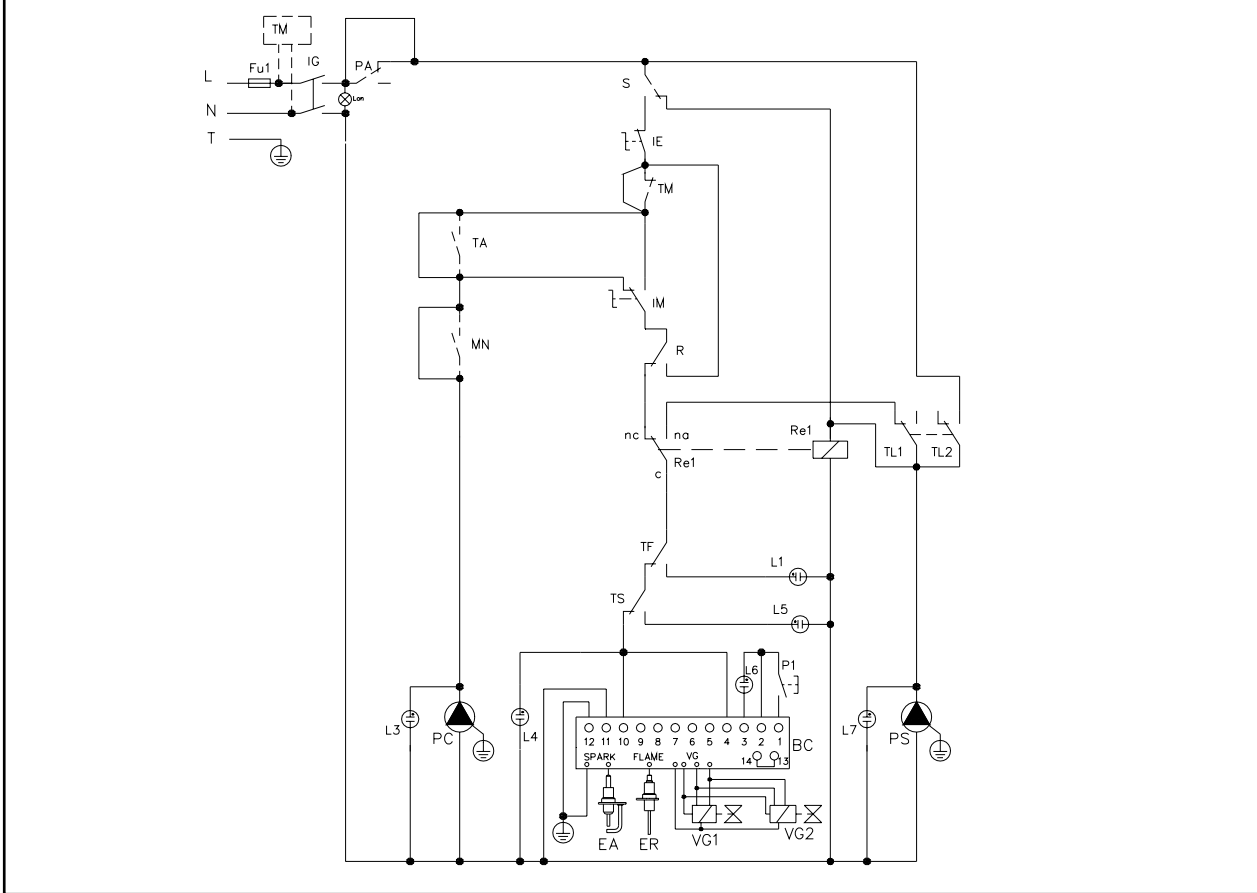 TM
L
Fu1
IG
PA
Lon
N
T
S
IE
TM
TA
IM
MN
R
nc
na
Re1
Re1
c
TL1
TL2
TF
L1
TS
L5
L6
P1
L3
PC
L4
12 11 10 9 8 7 6 5 4 3 2 1
BC
L7
PS
SPARK FLAME VG
14 13
EA
ER
VG1
VG2